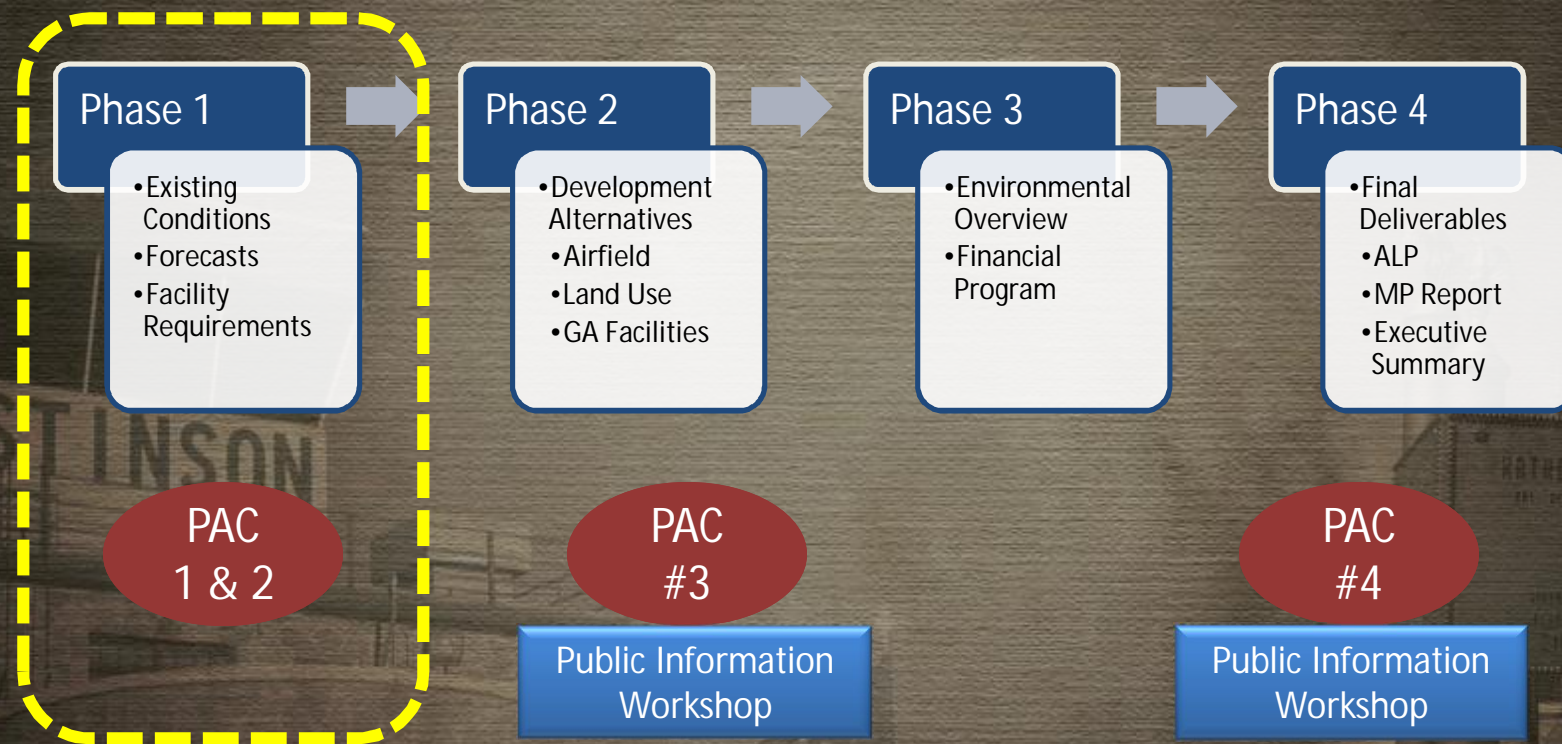 Phase 1
•Existing
Conditions
•Forecasts
•Facility
Requirements
Phase 2
•Development
Alternatives
•Airfield
•Land Use
•GA Facilities
Phase 3
•Environmental
Overview
•Financial
Program
Phase 4
•Final
Deliverables
•ALP
•MP Report
•Executive
Summary
TINSON
PAC
1 & 2
PAC
#3
Public Information
Workshop
PAC
#4
Public Information
Workshop